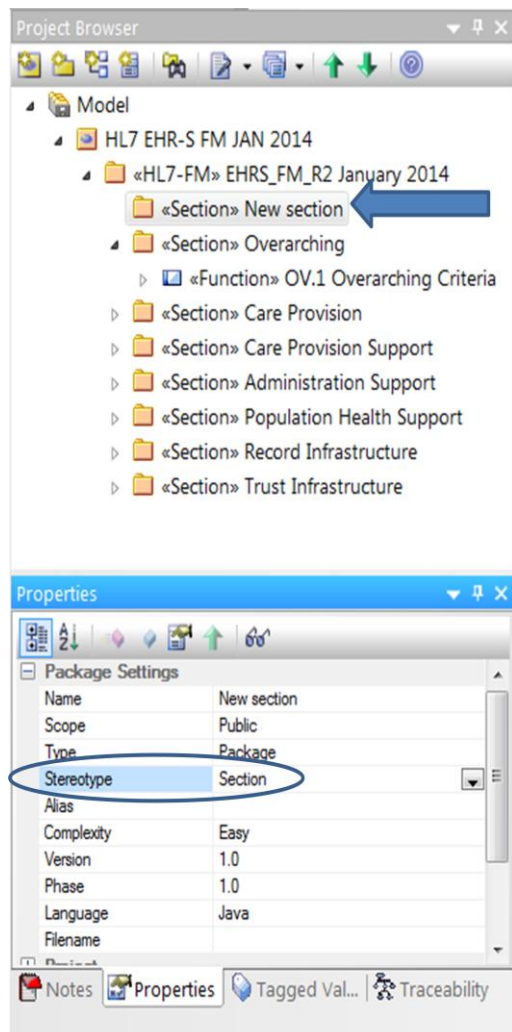 Project Browser
Model
HL7 EHR-S FM JAN 2014
«HL7-FM» EHRS_FM_R2 January 2014
«Section» New section
«Section» Overarching
«Function» OV.1 Overarching Criteria
«Section» Care Provision
«Section» Care Provision Support
«Section» Administration Support
«Section» Population Health Support
«Section» Record Infrastructure
«Section» Trust Infrastructure
Properties
Package Settings
Name New section
Scope Public
Type Package
Stereotype Section
Alias
Complexity Easy
Version 1.0
Phase 1.0
Language Java
Filename
Notes Properties Tagged Val... Traceability